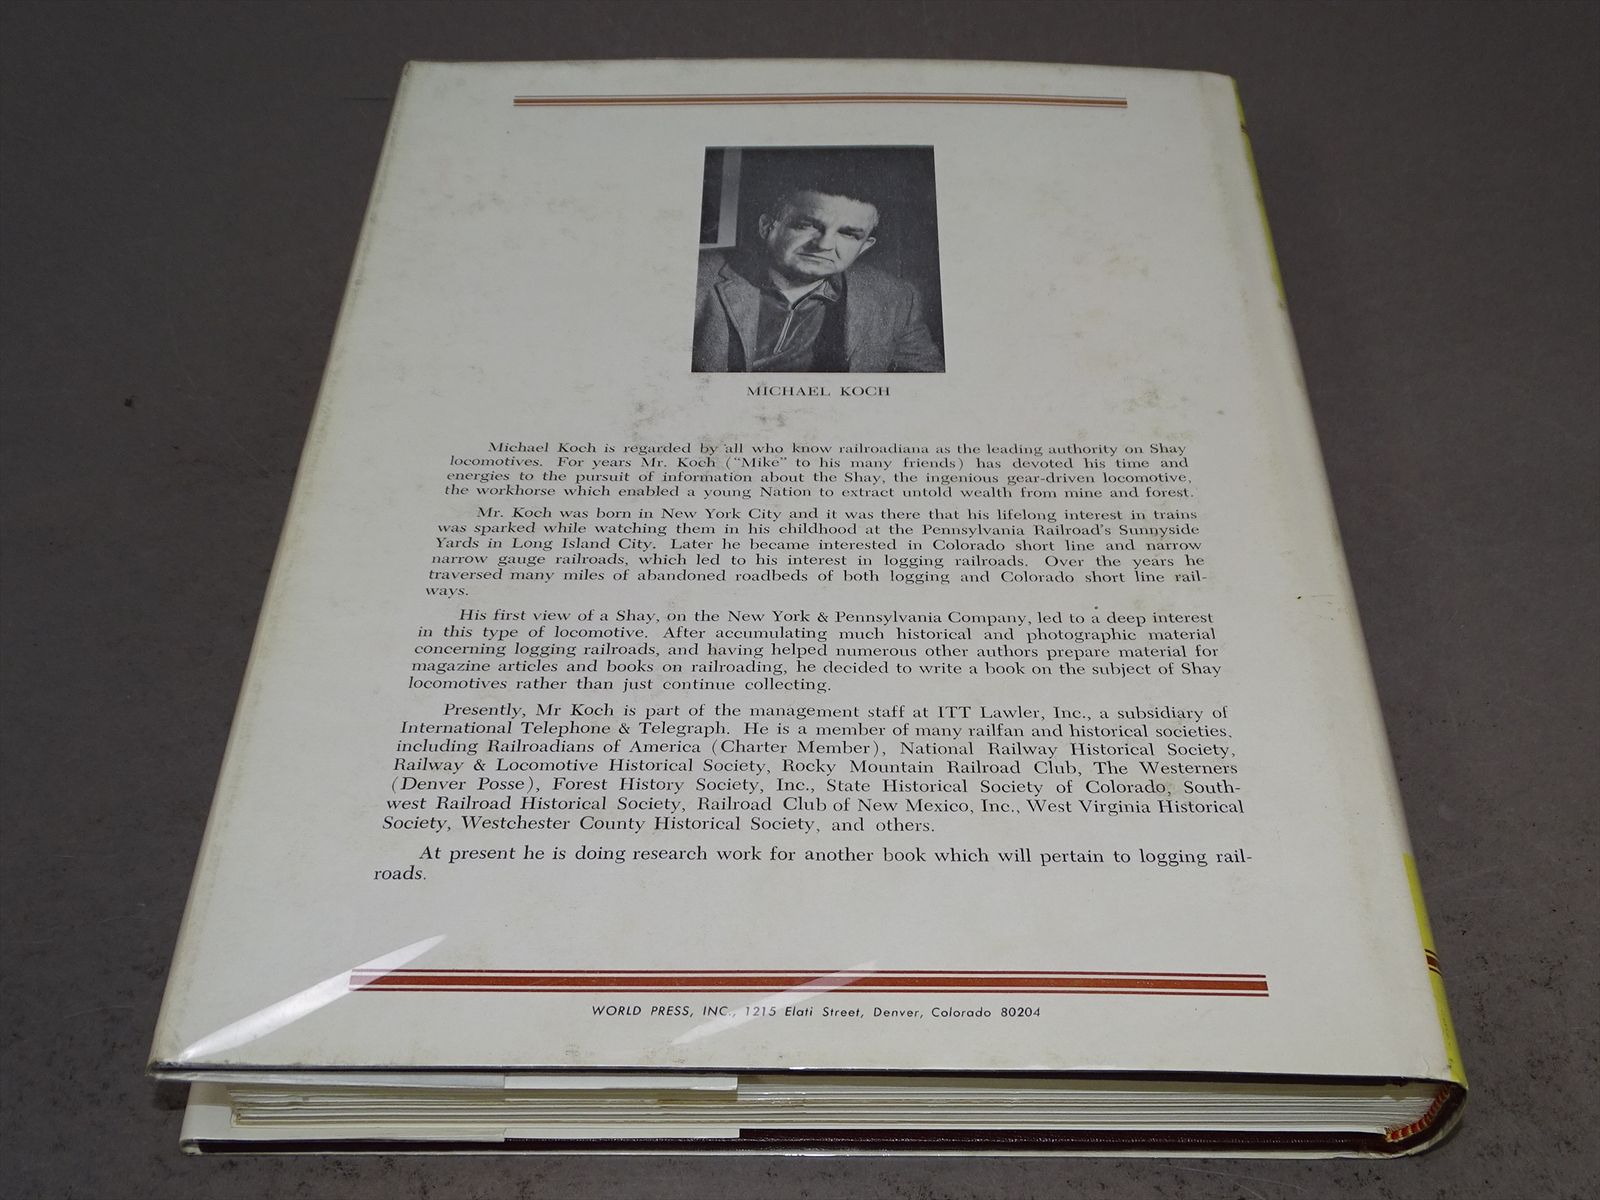 MICHAEL KOCH
Michael Koch is regarded by all who know railroadiana as the leading authority on Shay
locomotives. For years Mr. Koch ("Mike" to his many friends) has devoted his time and
energies to the pursuit of information about the Shay, the ingenious gear-driven locomotive,
the workhorse which enabled a young Nation to extract untold wealth from mine and forest.
Mr. Koch was born in New York City and it was there that his lifelong interest in trains
was sparked while watching them in his childhood at the Pennsylvania Railroad's Sunnyside
Yards in Long Island City. Later he became interested in Colorado short line and narrow
narrow gauge railroads, which led to his interest in logging railroads. Over the years he
traversed many miles of abandoned roadbeds of both logging and Colorado short line rail-
ways.
His first view of a Shay, on the New York & Pennsylvania Company, led to a deep interest
in this type of locomotive. After accumulating much historical and photographic material
concerning logging railroads, and having helped numerous other authors prepare material for
magazine articles and books on railroading, he decided to write a book on the subject of Shay
locomotives rather than just continue collecting.
Presently, Mr Koch is part of the management staff at ITT Lawler, Inc., a subsidiary of
International Telephone & Telegraph. He is a member of many railfan and historical societies,
including Railroadians of America (Charter Member), National Railway Historical Society,
Railway & Locomotive Historical Society, Rocky Mountain Railroad Club, The Westerners
(Denver Posse), Forest History Society, Inc., State Historical Society of Colorado, South-
west Railroad Historical Society, Railroad Club of New Mexico, Inc., West Virginia Historical
Society, Westchester County Historical Society, and others.
At present he is doing research work for another book which will pertain to logging rail-
roads.
WORLD PRESS, INC., 1215 Elati Street, Denver, Colorado 80204